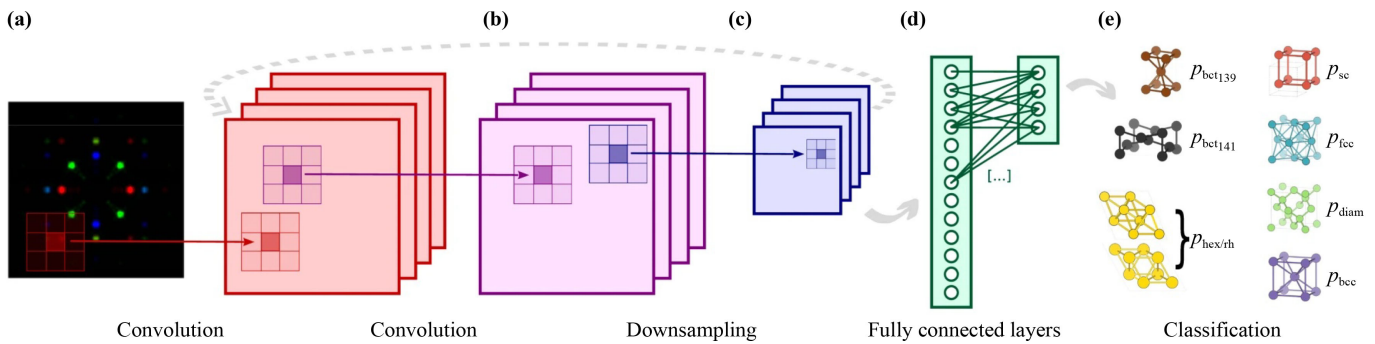 (a) (b) (c) (d) (e)
p_bct139 p_sc
p_bct141 p_fcc
[...]
p_diam
p_hex/rh
p_bcc
Convolution Convolution Downsampling Fully connected layers Classification